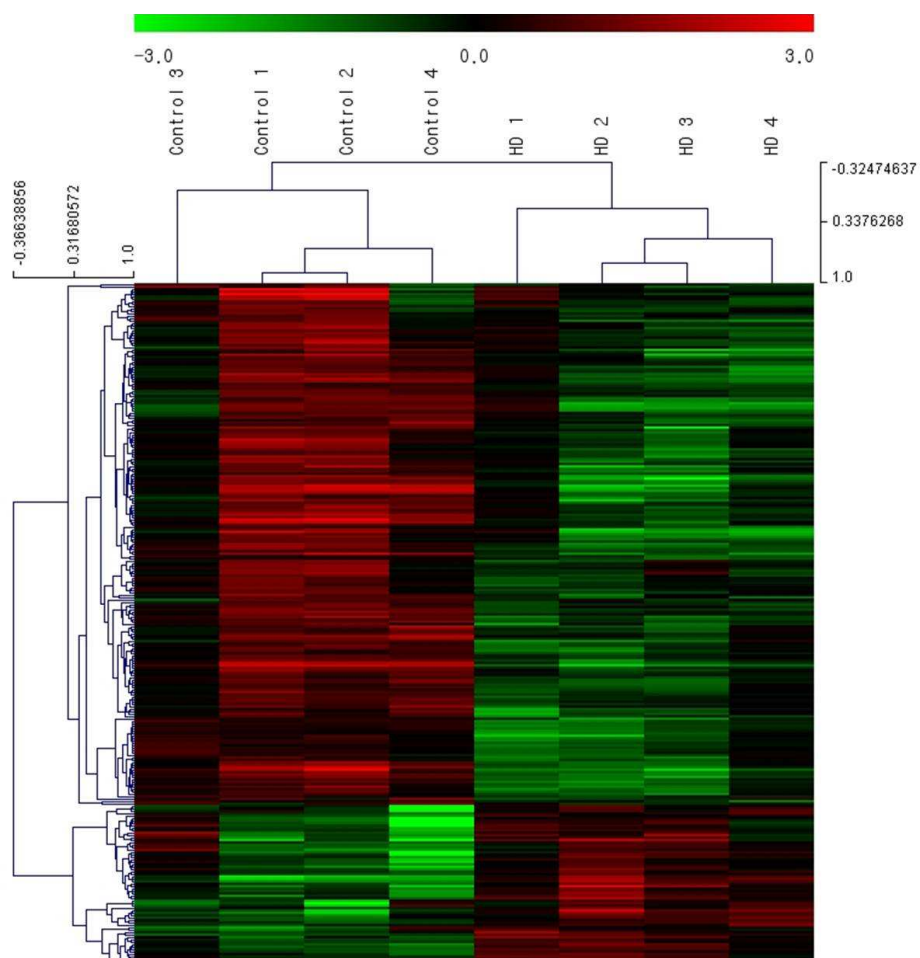 -3.0 0.0 3.0
Control 3
Control 1
Control 2
Control 4
HD 1
HD 2
HD 3
HD 4
-0.32474637
0.3376268
1.0
-0.36638856
0.31680572
1.0